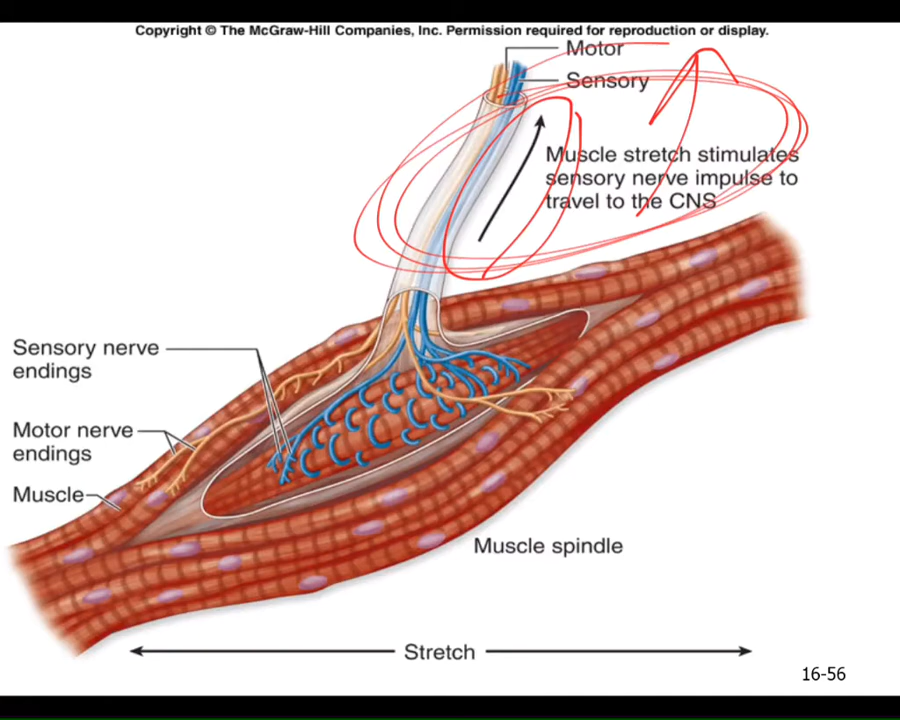 Copyright © The McGraw-Hill Companies, Inc. Permission required for reproduction or display.
Motor
Sensory
Muscle stretch stimulates
sensory nerve impulse to
travel to the CNS
Sensory nerve
endings
Motor nerve
endings
Muscle
Muscle spindle
Stretch
16-56